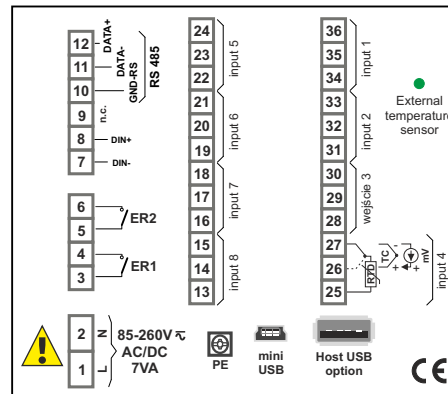 12 DATA+
11 DATA-
10 GND-RS
RS 485
9 n.c.
8 DIN+
7 DIN-
6
5
ER2
4
3
ER1
2 N
1 L
85-260V
AC/DC
7VA
24
23
22
input 5
21
20
19
input 6
18
17
16
input 7
15
14
13
input 8
36
35
34
input 1
33
32
31
input 2
30
29
28
wejście 3
27
26
25
RTD
TC
- +
- +
mV
input 4
External
temperature
sensor
PE
mini
USB
Host USB
option
CE